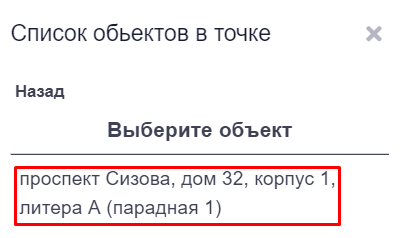 Список обьектов в точке
Назад
Выберите объект
проспект Сизова, дом 32, корпус 1,
литера А (парадная 1)